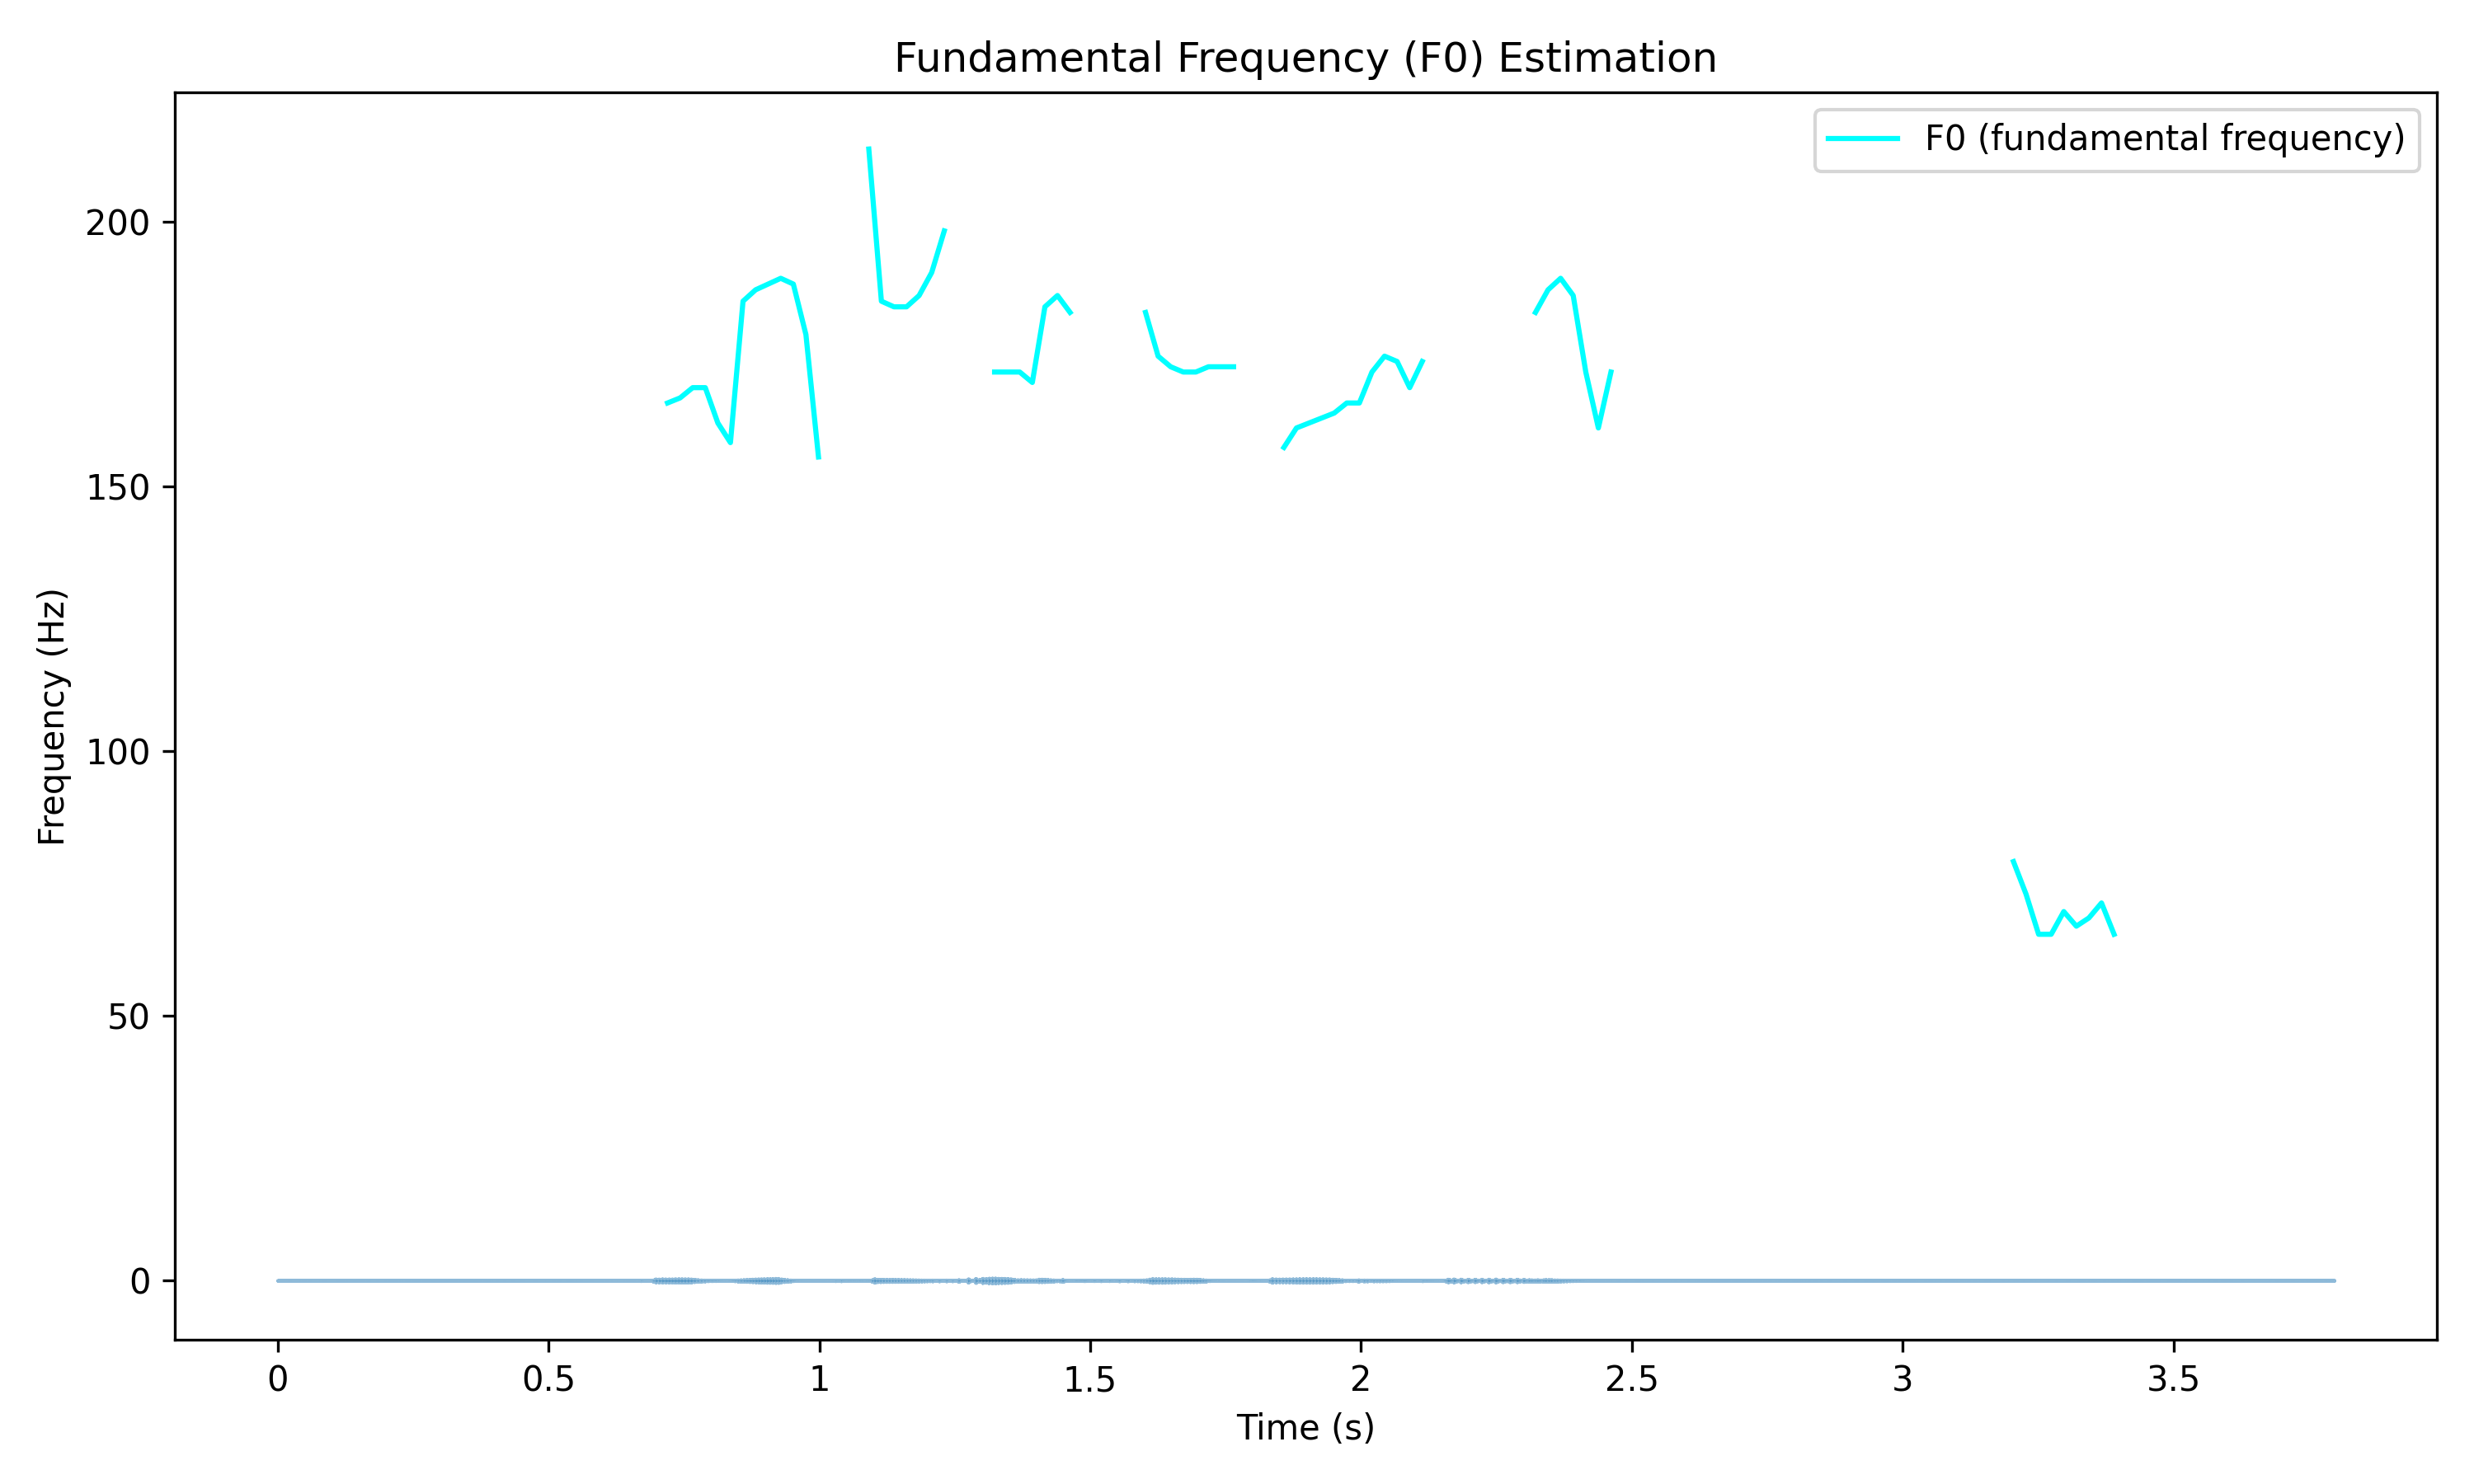 Fundamental Frequency (F0) Estimation
F0 (fundamental frequency)
Frequency (Hz)
200
150
100
50
0
0 0.5 1 1.5 2 2.5 3 3.5
Time (s)